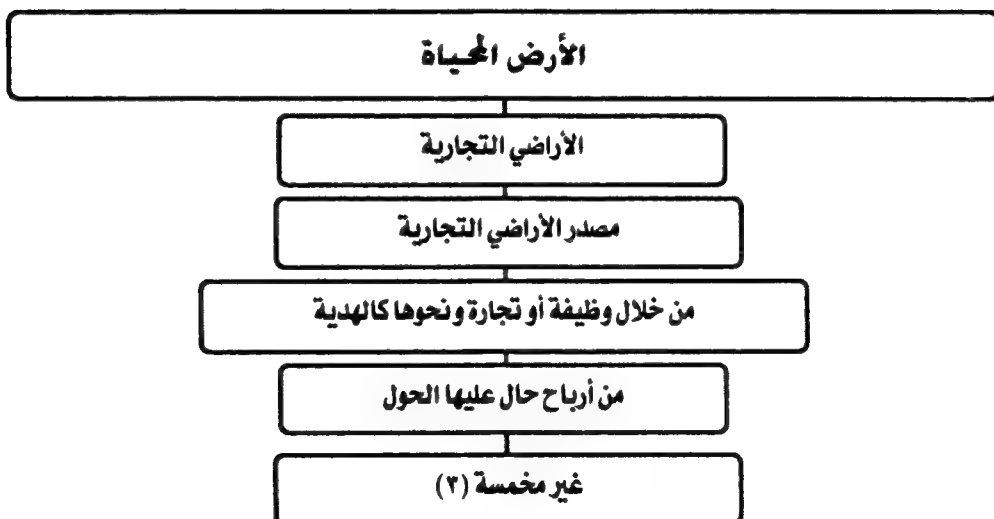 الأرض المحياة
الأراضي التجارية
مصدر الأراضي التجارية
من خلال وظيفة أو تجارة ونحوها كالهدية
من أرباح حال عليها الحول
غير مخمسة (٣)